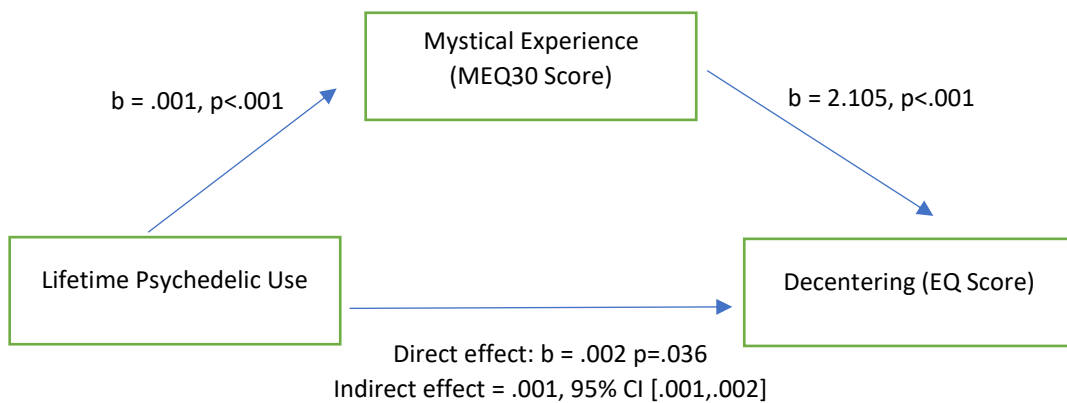 Mystical Experience
(MEQ30 Score)
b = .001, p<.001
b = 2.105, p<.001
Lifetime Psychedelic Use
Decentering (EQ Score)
Direct effect: b = .002 p=.036
Indirect effect = .001, 95% CI [.001,.002]